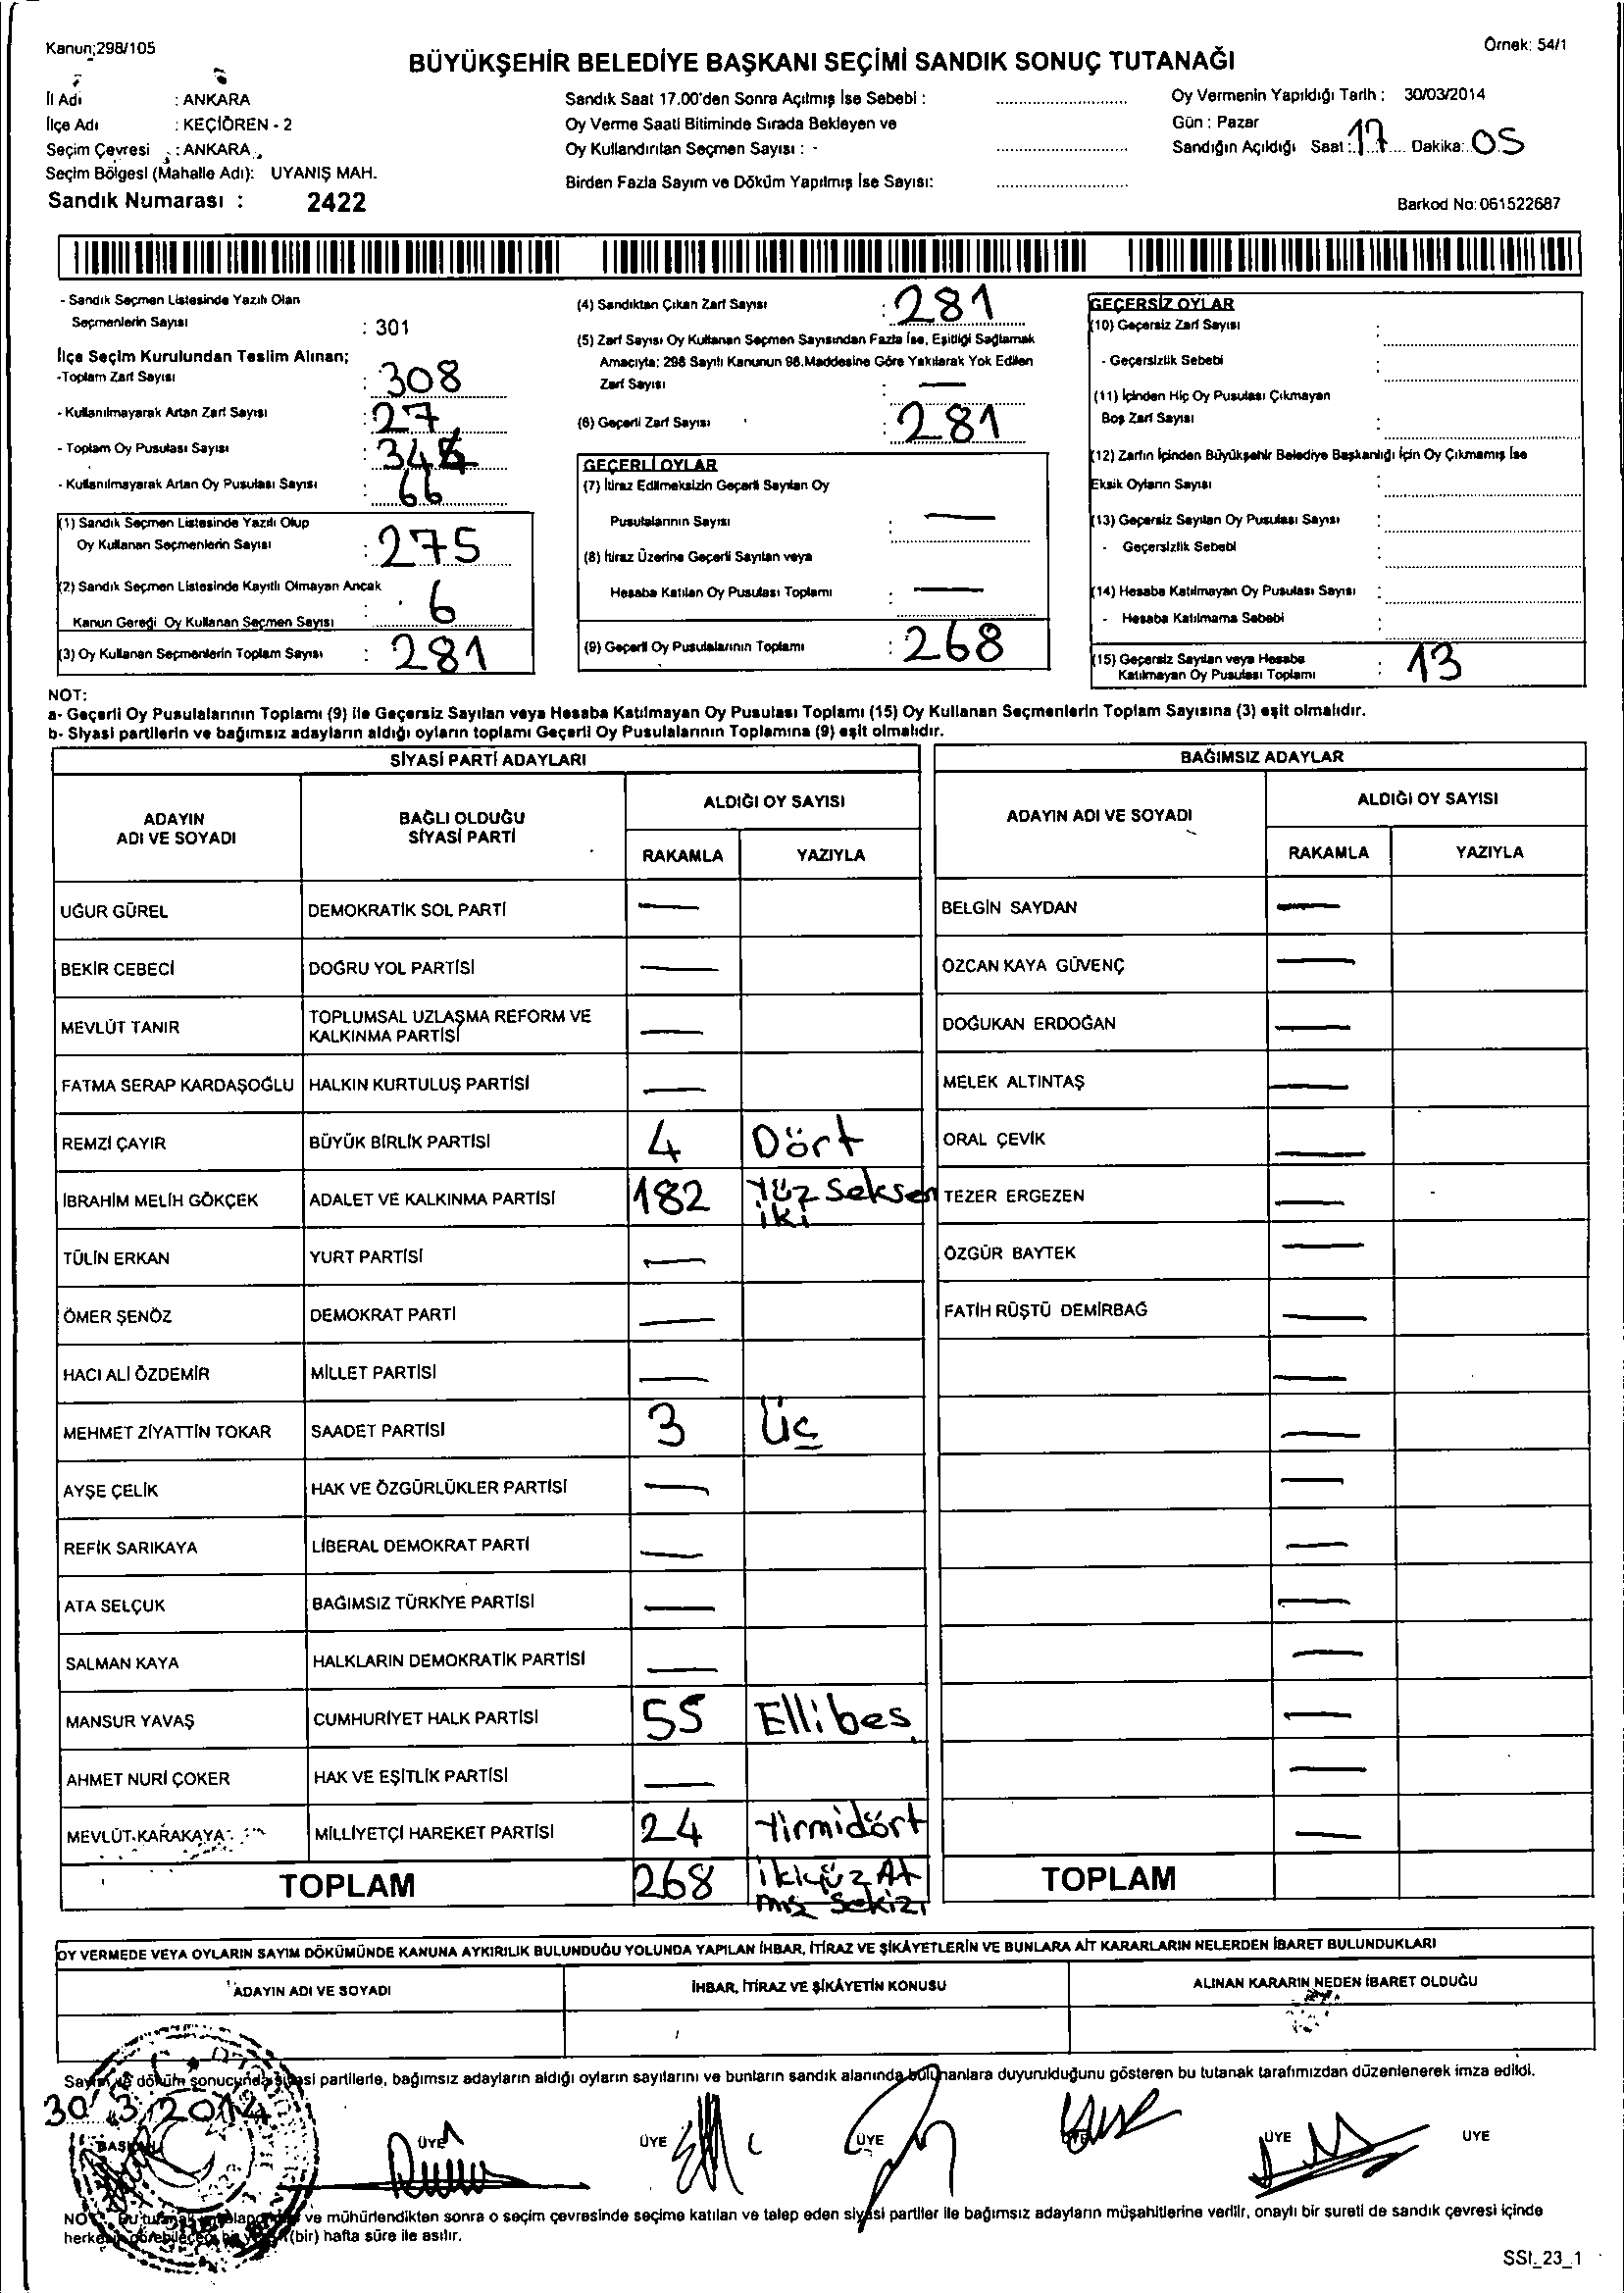 Kanun;298/105
Örnek: 54/1
BÜYÜKŞEHİR BELEDİYE BAŞKANI SEÇİMİ SANDIK SONUÇ TUTANAĞI
İl Adı : ANKARA
İlçe Adı : KEÇİÖREN - 2
Seçim Çevresi : ANKARA
Seçim Bölgesi (Mahalle Adı): UYANIŞ MAH.
Sandık Numarası : 2422
Sandık Saat 17.00'den Sonra Açılmış İse Sebebi :
Oy Verme Saati Bitiminde Sırada Bekleyen ve
Oy Kullandırılan Seçmen Sayısı : -
Birden Fazla Sayım ve Döküm Yapılmış İse Sayısı:
Oy Vermenin Yapıldığı Tarih : 30/03/2014
Gün : Pazar
Sandığın Açıldığı Saat : 17 Dakika: 05
Barkod No: 061522687
- Sandık Seçmen Listesinde Yazılı Olan
Seçmenlerin Sayısı : 301
İlçe Seçim Kurulundan Teslim Alınan;
-Toplam Zarf Sayısı : 308
- Kullanılmayarak Artan Zarf Sayısı : 27
- Toplam Oy Pusulası Sayısı :
- Kullanılmayarak Artan Oy Pusulası Sayısı : 66
(1) Sandık Seçmen Listesinde Yazılı Olup
Oy Kullanan Seçmenlerin Sayısı : 275
(2) Sandık Seçmen Listesinde Kayıtlı Olmayan Ancak
Kanun Gereği Oy Kullanan Seçmen Sayısı : 6
(3) Oy Kullanan Seçmenlerin Toplam Sayısı : 281
(4) Sandıktan Çıkan Zarf Sayısı : 281
(5) Zarf Sayısı Oy Kullanan Seçmen Sayısından Fazla İse, Eşitliği Sağlamak
Amacıyla; 298 Sayılı Kanunun 98.Maddesine Göre Yakılarak Yok Edilen
Zarf Sayısı : —
(6) Geçerli Zarf Sayısı : 281
GEÇERLİ OYLAR
(7) İtiraz Edilmeksizin Geçerli Sayılan Oy
Pusulalarının Sayısı : —
(8) İtiraz Üzerine Geçerli Sayılan veya
Hesaba Katılan Oy Pusulası Toplamı : —
(9) Geçerli Oy Pusulalarının Toplamı : 268
GEÇERSİZ OYLAR
(10) Geçersiz Zarf Sayısı :
- Geçersizlik Sebebi :
(11) İçinden Hiç Oy Pusulası Çıkmayan
Boş Zarf Sayısı :
(12) Zarfın İçinden Büyükşehir Belediye Başkanlığı İçin Oy Çıkmamış İse
Eksik Oyların Sayısı :
(13) Geçersiz Sayılan Oy Pusulası Sayısı :
- Geçersizlik Sebebi :
(14) Hesaba Katılmayan Oy Pusulası Sayısı :
- Hesaba Katılmama Sebebi :
(15) Geçersiz Sayılan veya Hesaba
Katılmayan Oy Pusulası Toplamı : 13
NOT:
a- Geçerli Oy Pusulalarının Toplamı (9) ile Geçersiz Sayılan veya Hesaba Katılmayan Oy Pusulası Toplamı (15) Oy Kullanan Seçmenlerin Toplam Sayısına (3) eşit olmalıdır.
b- Siyasi partilerin ve bağımsız adayların aldığı oyların toplamı Geçerli Oy Pusulalarının Toplamına (9) eşit olmalıdır.
SİYASİ PARTİ ADAYLARI
ADAYIN
ADI VE SOYADI
BAĞLI OLDUĞU
SİYASİ PARTİ
ALDIĞI OY SAYISI
RAKAMLA YAZIYLA
UĞUR GÜREL DEMOKRATİK SOL PARTİ —
BEKİR CEBECİ DOĞRU YOL PARTİSİ —
MEVLÜT TANIR TOPLUMSAL UZLAŞMA REFORM VE
KALKINMA PARTİSİ —
FATMA SERAP KARDAŞOĞLU HALKIN KURTULUŞ PARTİSİ —
REMZİ ÇAYIR BÜYÜK BİRLİK PARTİSİ 4 Dört
İBRAHİM MELİH GÖKÇEK ADALET VE KALKINMA PARTİSİ 182 Yüz Seksen
iki
TÜLİN ERKAN YURT PARTİSİ —
ÖMER ŞENÖZ DEMOKRAT PARTİ —
HACI ALİ ÖZDEMİR MİLLET PARTİSİ —
MEHMET ZİYATTİN TOKAR SAADET PARTİSİ 3 Üç
AYŞE ÇELİK HAK VE ÖZGÜRLÜKLER PARTİSİ —
REFİK SARIKAYA LİBERAL DEMOKRAT PARTİ —
ATA SELÇUK BAĞIMSIZ TÜRKİYE PARTİSİ —
SALMAN KAYA HALKLARIN DEMOKRATİK PARTİSİ —
MANSUR YAVAŞ CUMHURİYET HALK PARTİSİ 55 Ellibeş
AHMET NURİ ÇOKER HAK VE EŞİTLİK PARTİSİ —
MEVLÜT KARAKAYA MİLLİYETÇİ HAREKET PARTİSİ 24 Yirmidört
TOPLAM 268 ikiyüz At
mış Sekizi
BAĞIMSIZ ADAYLAR
ADAYIN ADI VE SOYADI
ALDIĞI OY SAYISI
RAKAMLA YAZIYLA
BELGİN SAYDAN —
ÖZCAN KAYA GÜVENÇ —
DOĞUKAN ERDOĞAN —
MELEK ALTINTAŞ —
ORAL ÇEVİK —
TEZER ERGEZEN —
ÖZGÜR BAYTEK —
FATİH RÜŞTÜ DEMİRBAĞ —
—
—
—
—
—
—
—
—
—
TOPLAM
OY VERMEDE VEYA OYLARIN SAYIM DÖKÜMÜNDE KANUNA AYKIRILIK BULUNDUĞU YOLUNDA YAPILAN İHBAR, İTİRAZ VE ŞİKÂYETLERİN VE BUNLARA AİT KARARLARIN NELERDEN İBARET BULUNDUKLARI
ADAYIN ADI VE SOYADI
İHBAR, İTİRAZ VE ŞİKÂYETİN KONUSU
ALINAN KARARIN NEDEN İBARET OLDUĞU
Sayım ve döküm sonucunda siyasi partilerle, bağımsız adayların aldığı oyların sayılarını ve bunların sandık alanında bulunanlara duyurulduğunu gösteren bu tutanak tarafımızdan düzenlenerek imza edildi.
30.3.2014
BAŞKAN ÜYE ÜYE ÜYE ÜYE ÜYE ÜYE
ve mühürlendikten sonra o seçim çevresinde seçime katılan ve talep eden siyasi partiler ile bağımsız adayların müşahitlerine verilir, onaylı bir sureti de sandık çevresi içinde
herkesin görebileceği bir yere (bir) hafta süre ile asılır.
SSI_23_1